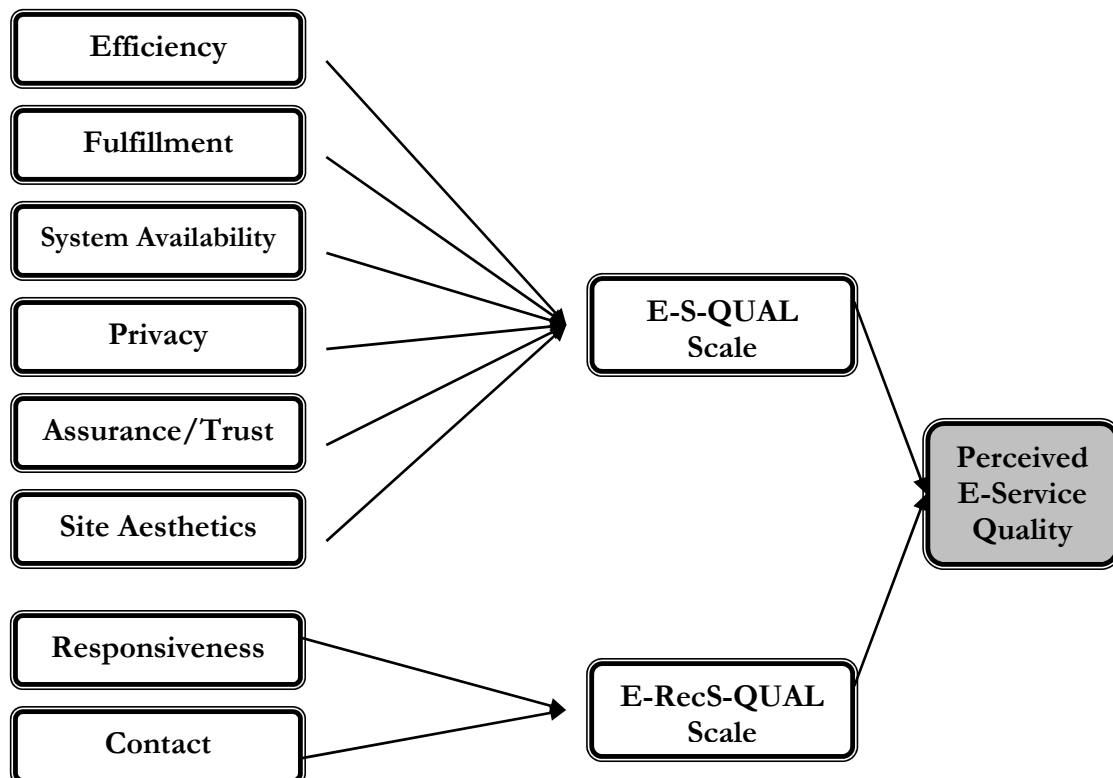 Efficiency
Fulfillment
System Availability
Privacy
Assurance/Trust
Site Aesthetics
Responsiveness
Contact
E-S-QUAL
Scale
E-RecS-QUAL
Scale
Perceived
E-Service
Quality